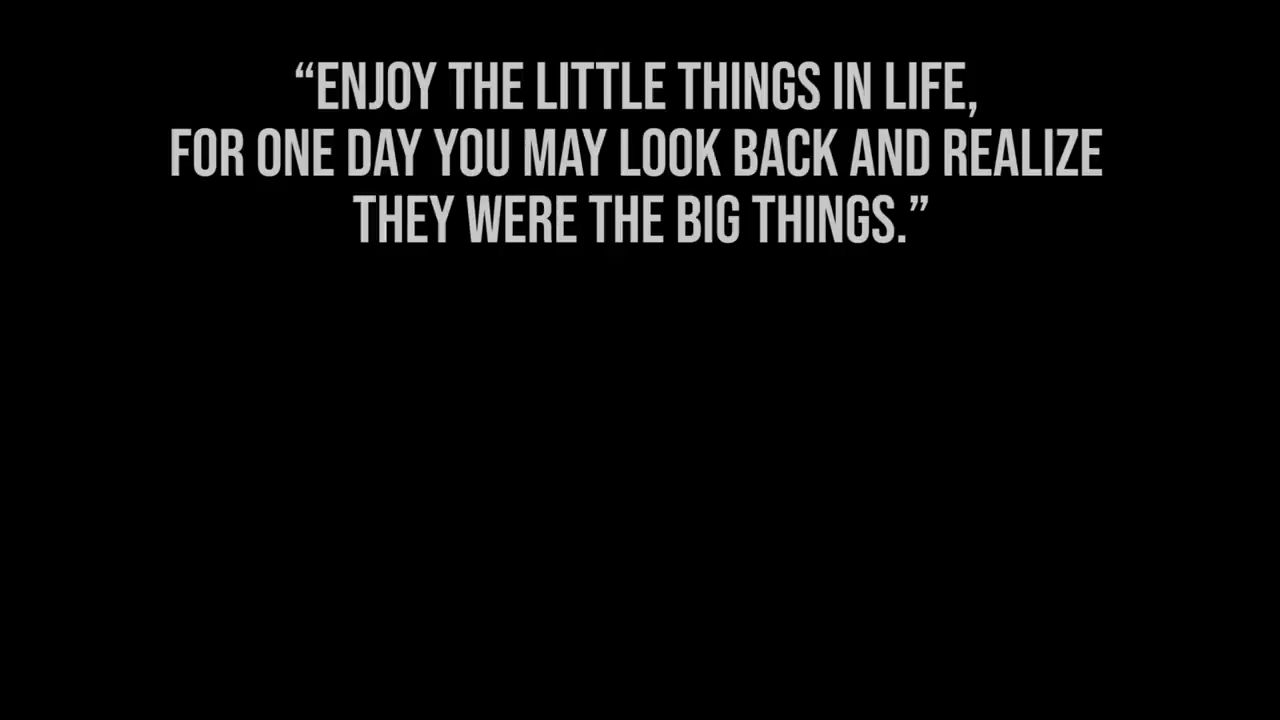 “ENJOY THE LITTLE THINGS IN LIFE,
FOR ONE DAY YOU MAY LOOK BACK AND REALIZE
THEY WERE THE BIG THINGS.”